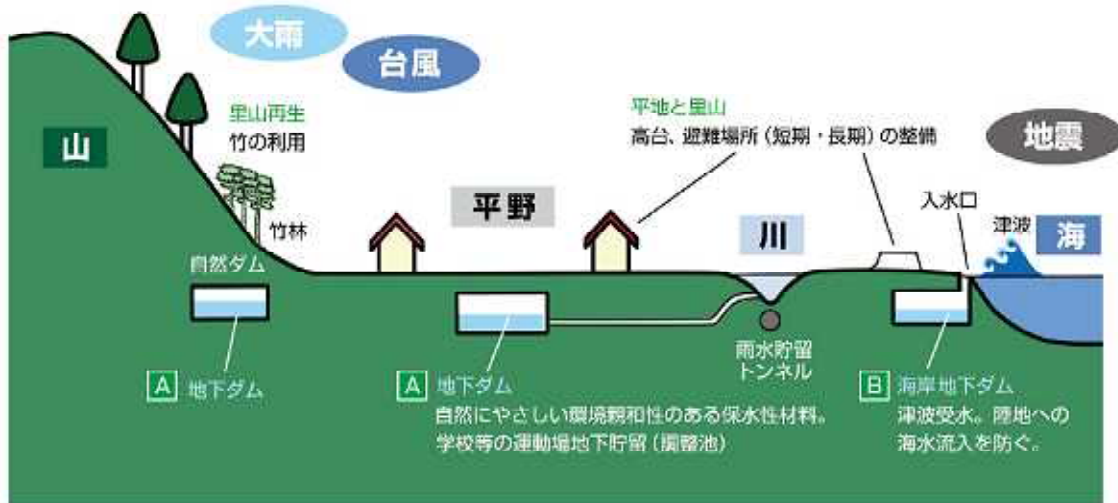 大雨
台風
山
里山再生
竹の利用
竹林
自然ダム
平野
平地と里山
高台、避難場所（短期・長期）の整備
地震
川
入水口
津波
海
A 地下ダム
A 地下ダム
自然にやさしい環境親和性のある保水性材料。
学校等の運動場地下貯留（調整池）
雨水貯留
トンネル
B 海岸地下ダム
津波受水。陸地への
海水流入を防ぐ。